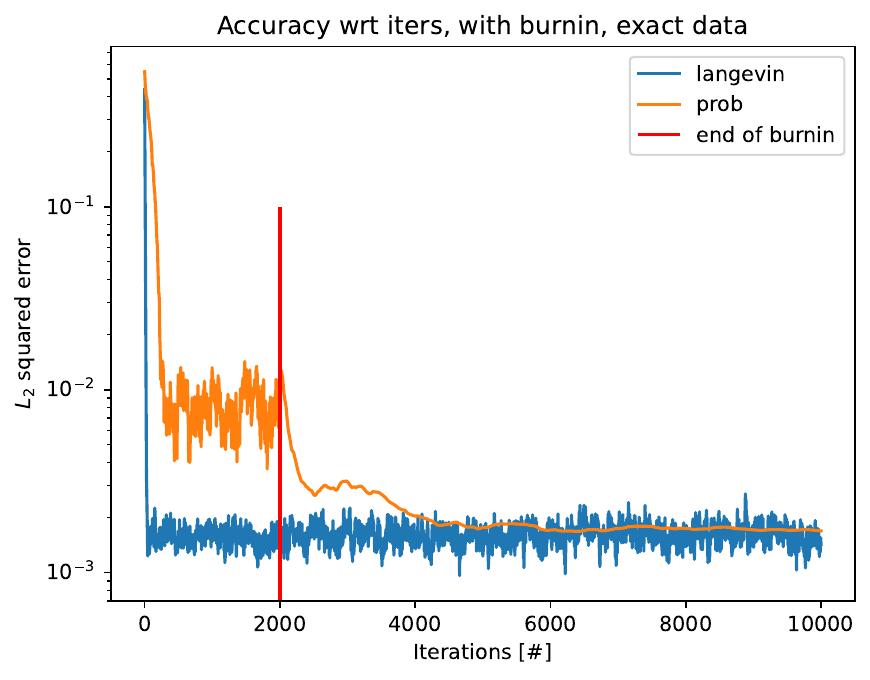 Accuracy wrt iters, with burnin, exact data
langevin
prob
end of burnin
L₂ squared error
10⁻¹
10⁻²
10⁻³
0 2000 4000 6000 8000 10000
Iterations [#]